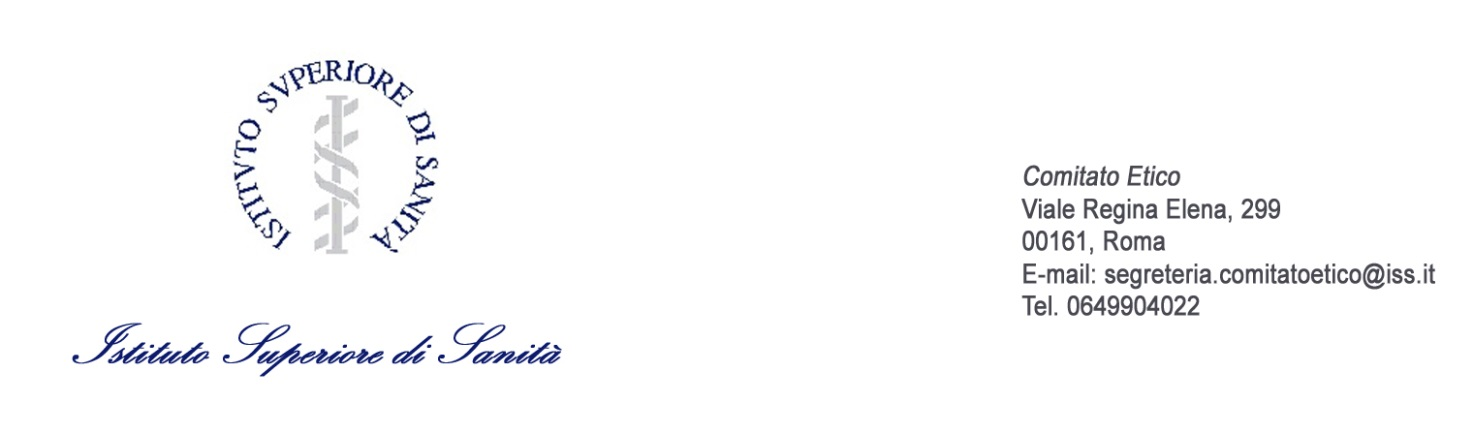 ISTITVTO SVPERIORE DI SANITÀ
Istituto Superiore di Sanità
Comitato Etico
Viale Regina Elena, 299
00161, Roma
E-mail: segreteria.comitatoetico@iss.it
Tel. 0649904022